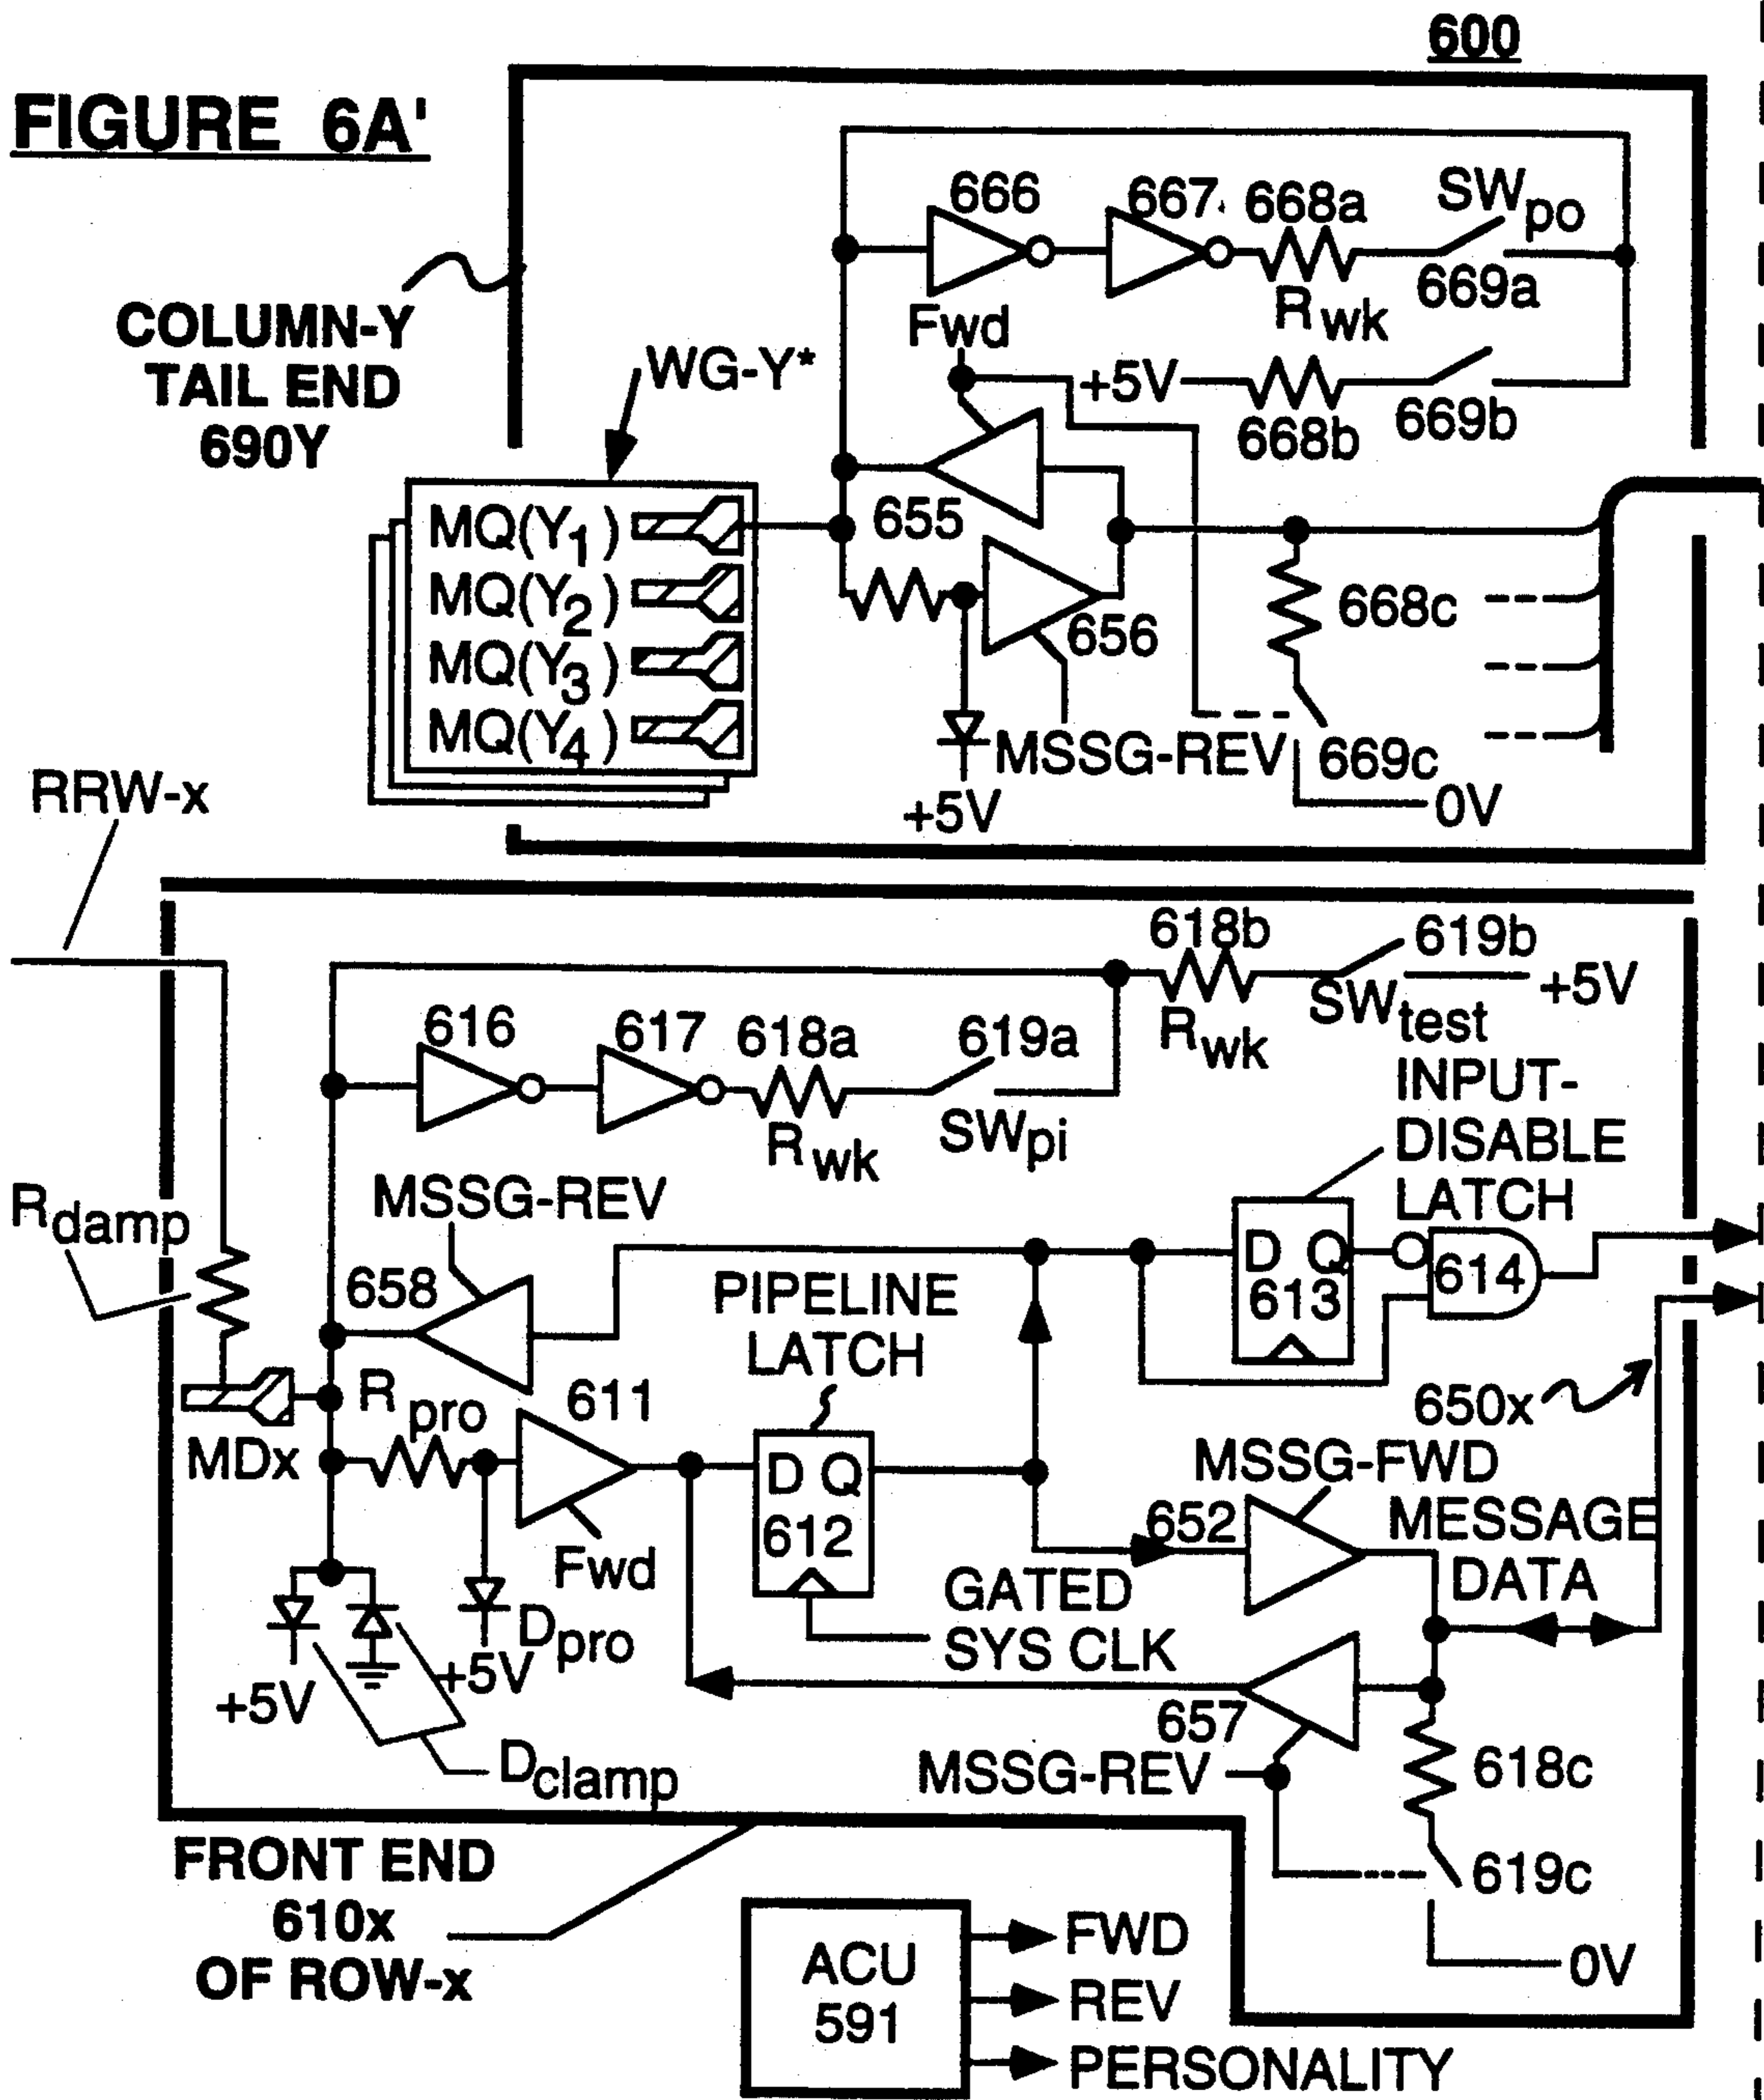 600
FIGURE 6A'
666
667
668a
SWpo
669a
Rwk
Fwd
COLUMN-Y
TAIL END
690Y
WG-Y*
+5V
668b
669b
MQ(Y1)
MQ(Y2)
MQ(Y3)
MQ(Y4)
655
656
668c
MSSG-REV
669c
+5V
0V
RRW-x
618b
619b
+5V
SWtest
Rwk
616
617
618a
619a
Rwk
SWpi
INPUT-
DISABLE
LATCH
MSSG-REV
Rdamp
658
PIPELINE
LATCH
D Q
613
614
Rpro
611
650x
MDx
D Q
612
MSSG-FWD
652
MESSAGE
DATA
Fwd
GATED
SYS CLK
Dpro
+5V
+5V
657
Dclamp
MSSG-REV
618c
619c
0V
FRONT END
610x
OF ROW-x
ACU
591
FWD
REV
PERSONALITY